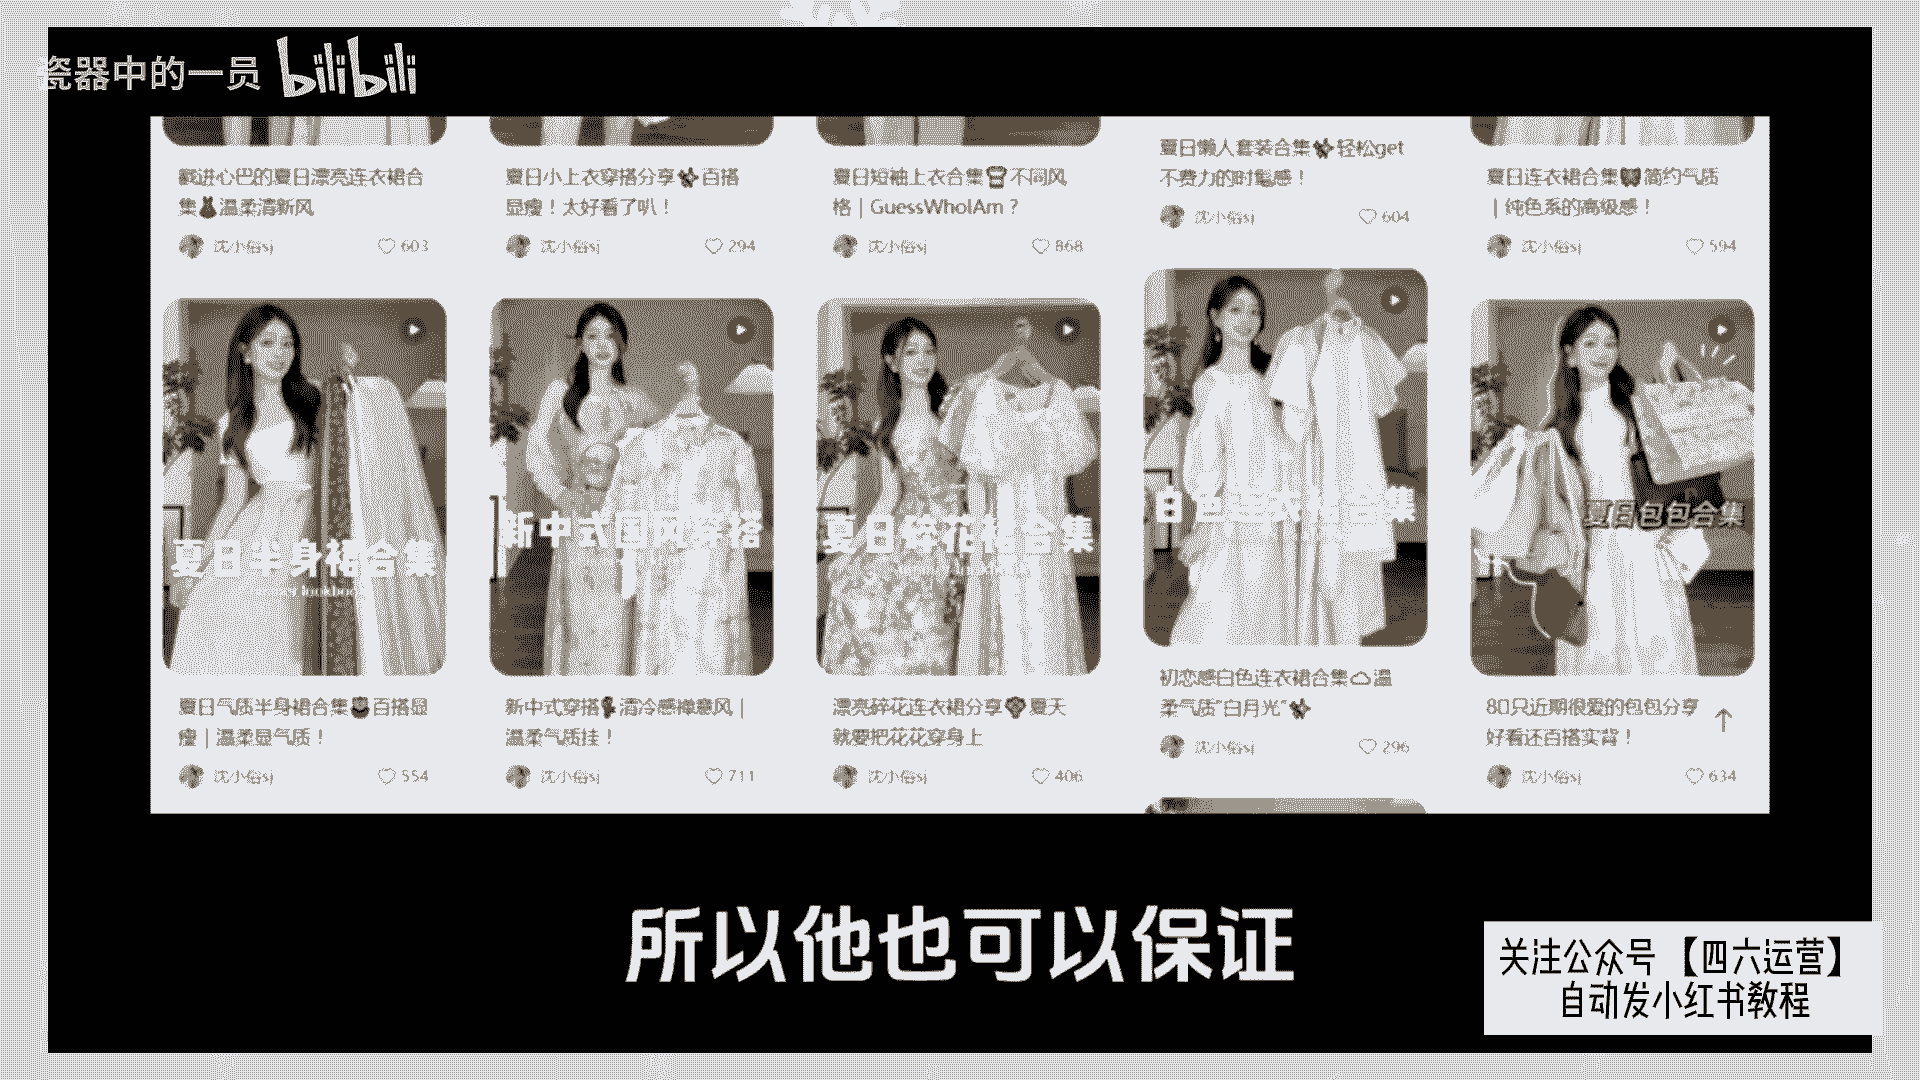 瓷器中的一员 bilibili
戳进心巴的夏日漂亮连衣裙合
集温柔清新风
沈小俗sj 603
夏日小上衣穿搭分享百搭
显瘦！太好看了叭！
沈小俗sj 294
夏日短袖上衣合集不同风
格｜GuessWhoIAm？
沈小俗sj 868
夏日懒人套装合集轻松get
不费力的时髦感！
沈小俗sj 604
夏日连衣裙合集简约气质
｜纯色系的高级感！
沈小俗sj 594
夏日半身裙合集
夏日气质半身裙合集百搭显
瘦｜温柔显气质！
沈小俗sj 554
新中式国风穿搭
新中式穿搭清冷感禅意风｜
温柔气质挂！
沈小俗sj 711
夏日碎花裙合集
漂亮碎花连衣裙分享夏天
就要把花花穿身上
沈小俗sj 406
白色连衣裙合集
初恋感白色连衣裙合集温
柔气质“白月光”
沈小俗sj 296
夏日包包合集
80只近期很爱的包包分享
好看还百搭实背！
沈小俗sj 634
所以他也可以保证
关注公众号【四六运营】
自动发小红书教程